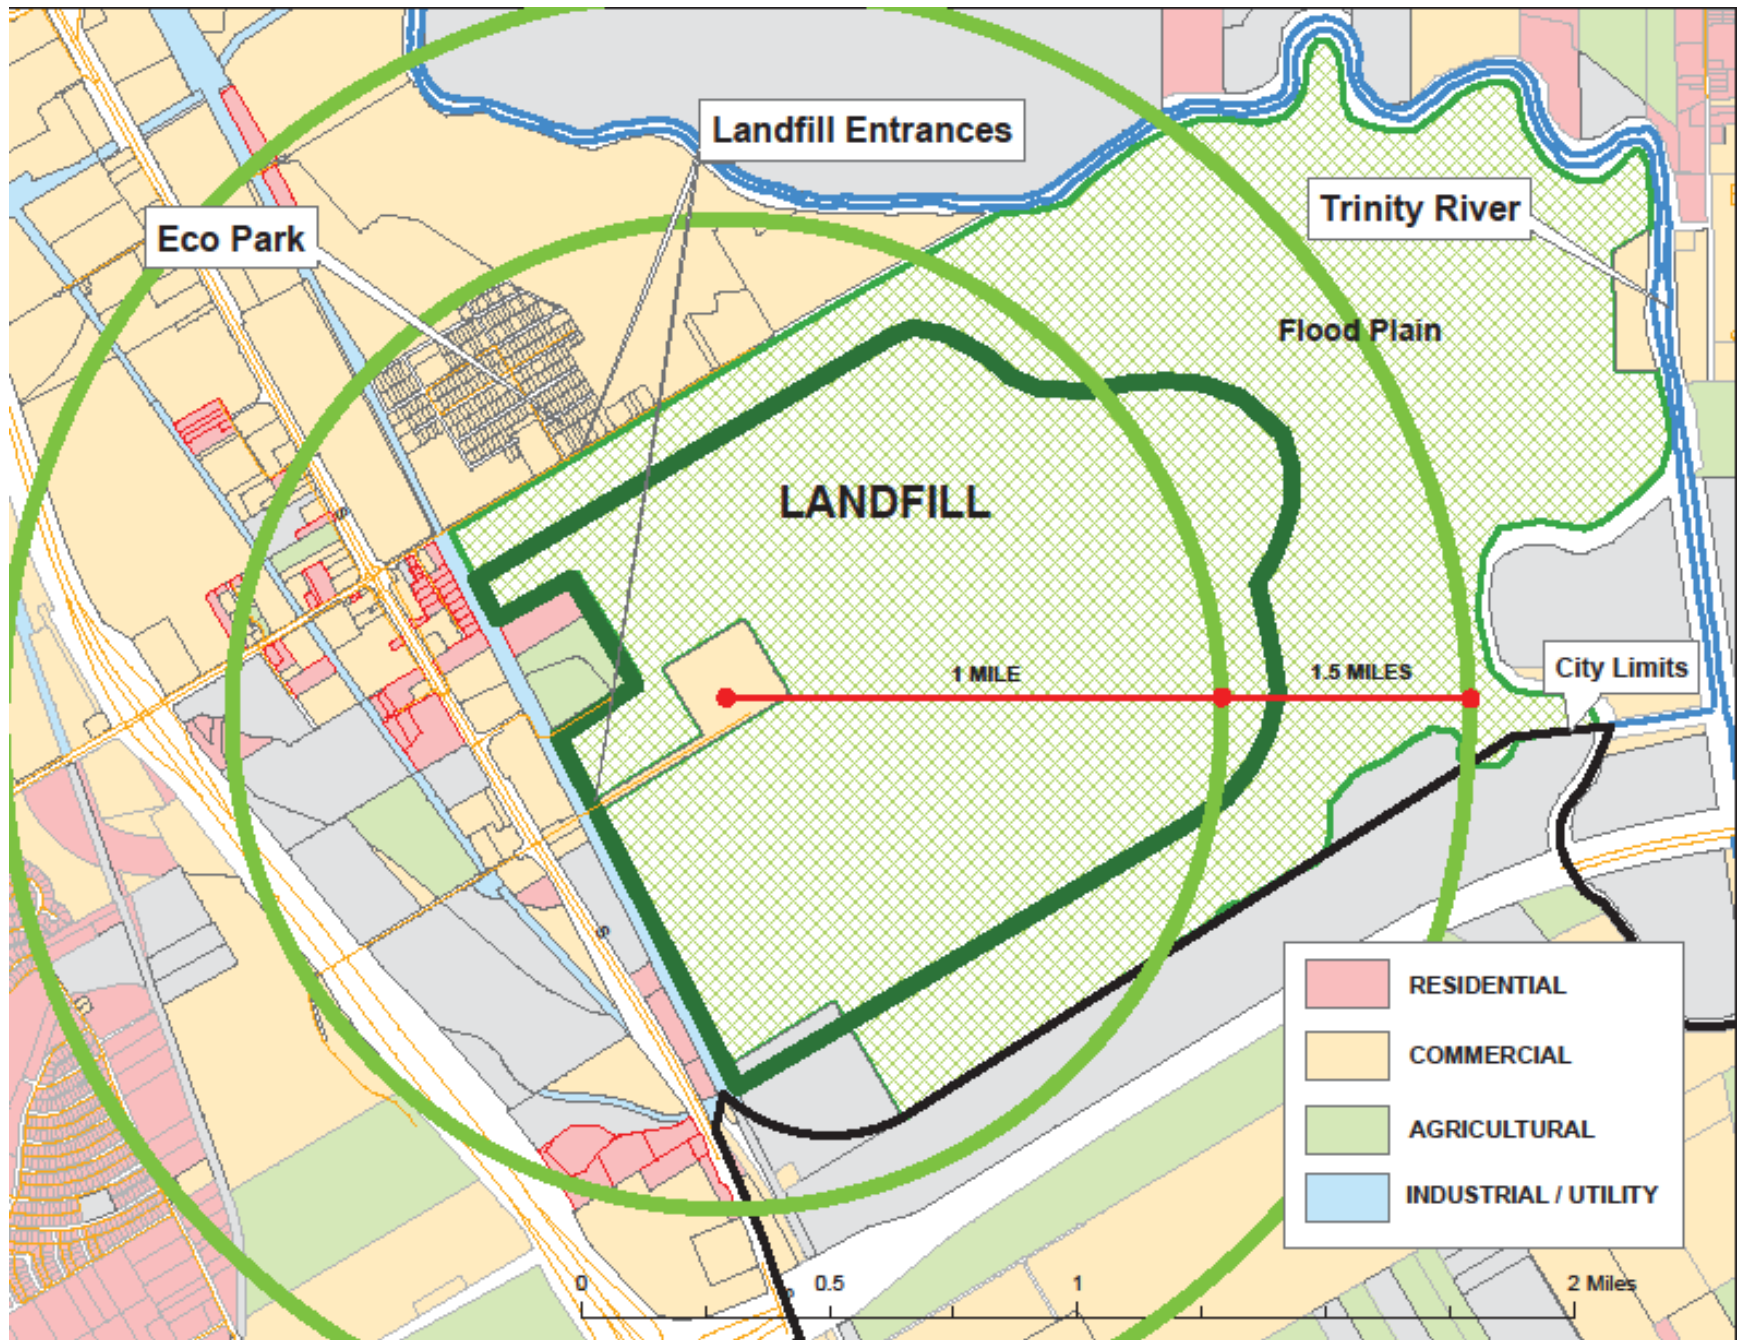 Landfill Entrances
Eco Park
Trinity River
Flood Plain
LANDFILL
1 MILE
1.5 MILES
City Limits
RESIDENTIAL
COMMERCIAL
AGRICULTURAL
INDUSTRIAL / UTILITY
0
0.5
1
2 Miles